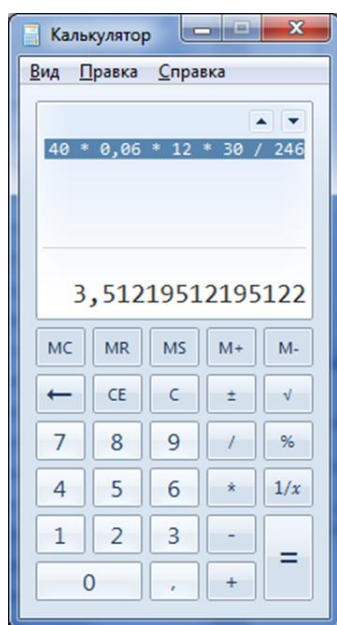 Калькулятор
Вид Правка Справка
40 * 0,06 * 12 * 30 / 246
3,51219512195122
MC MR MS M+ M-
← CE C ± √
7 8 9 / %
4 5 6 * 1/x
1 2 3 - =
0 , +